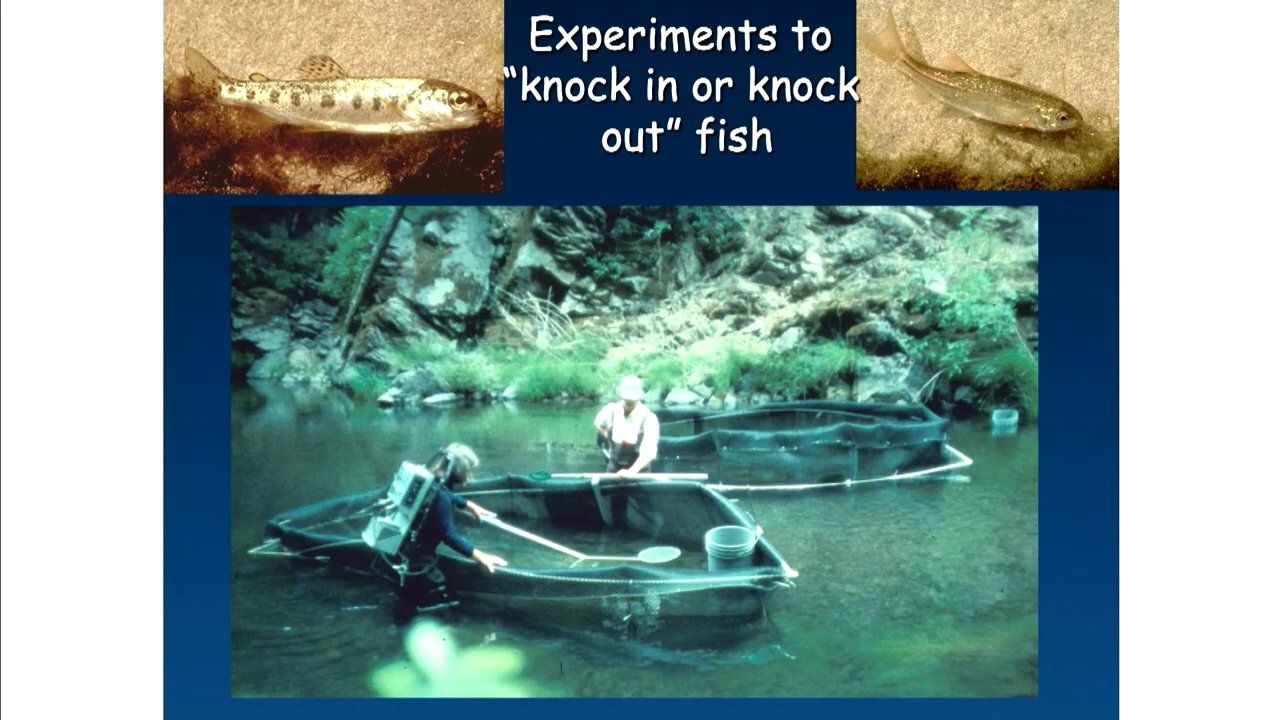 Experiments to
“knock in or knock
out” fish